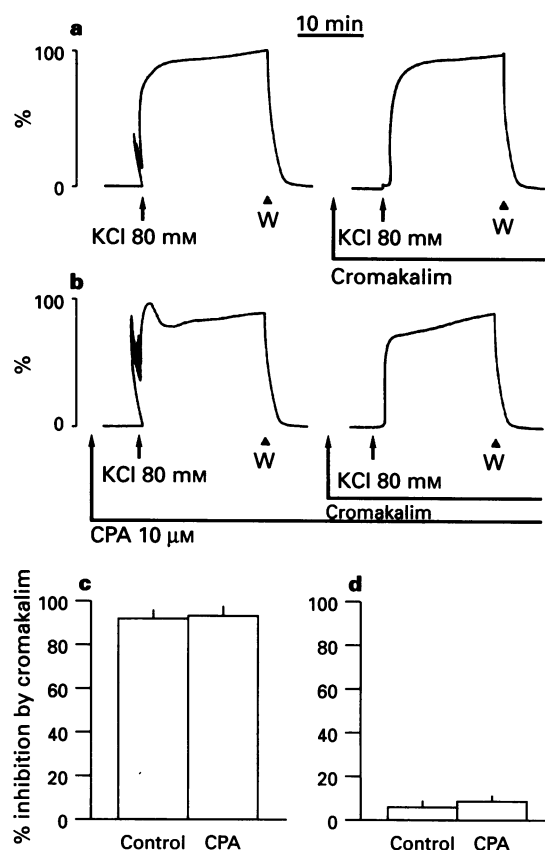 a
10 min
100
%
0
KCl 80 mM
W
KCl 80 mM
W
Cromakalim
b
100
%
0
KCl 80 mM
W
KCl 80 mM
W
Cromakalim
CPA 10 µM
c
d
% inhibition by cromakalim
100
80
60
40
20
0
Control CPA
100
80
60
40
20
0
Control CPA